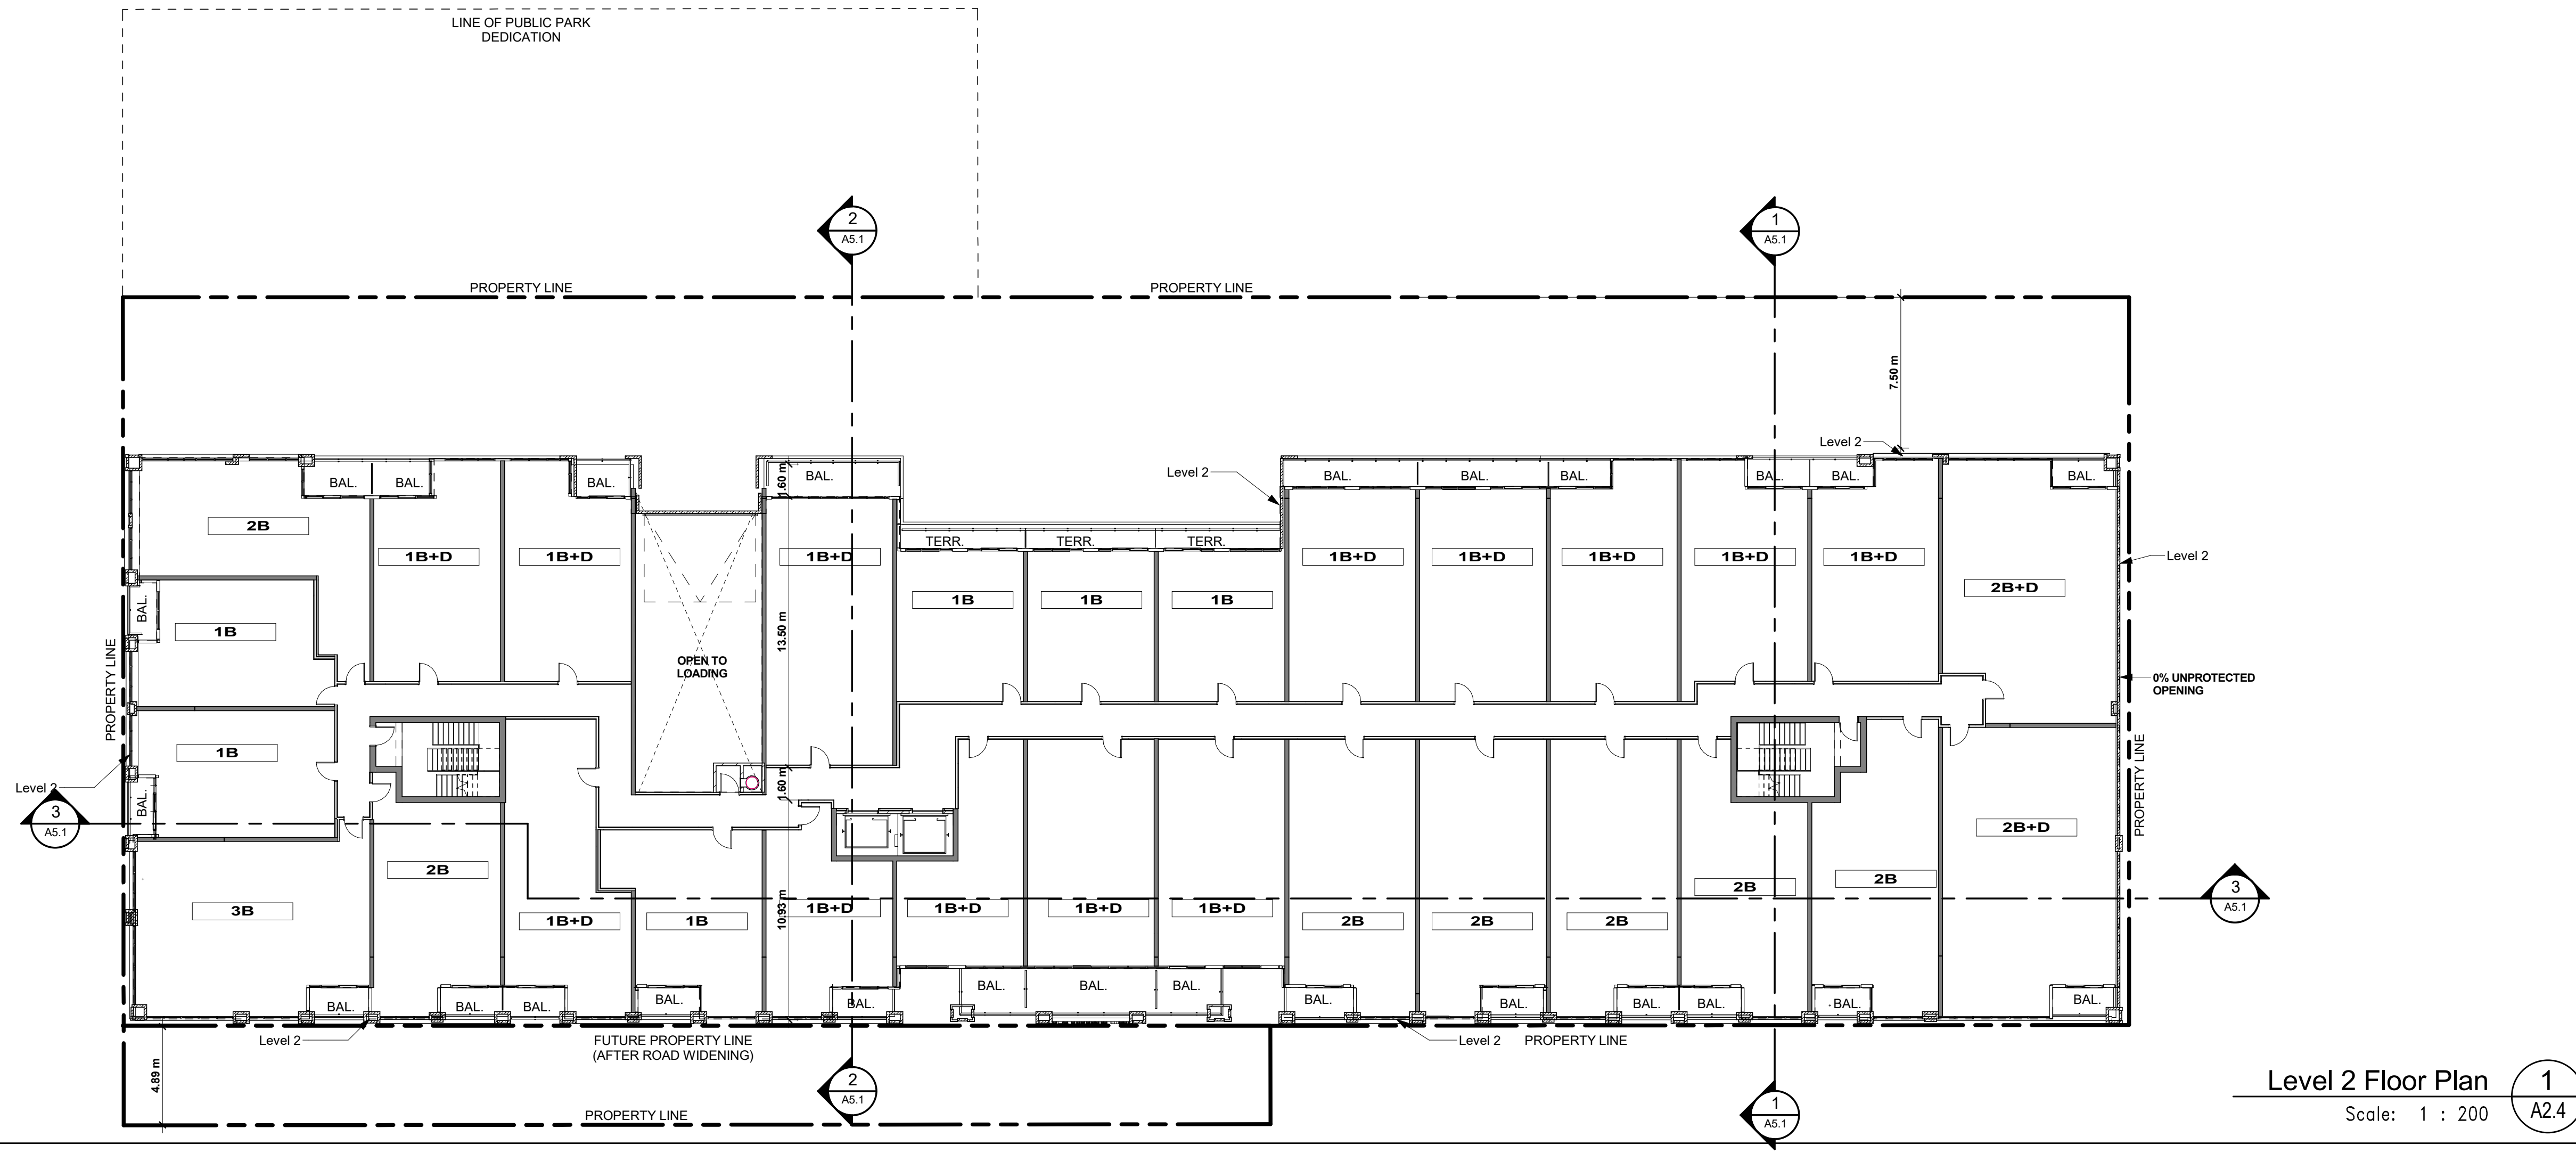 LINE OF PUBLIC PARK
DEDICATION
2
A5.1
1
A5.1
PROPERTY LINE
PROPERTY LINE
7.50 m
Level 2
Level 2
BAL.
BAL.
BAL.
1.60 m
BAL.
BAL.
BAL.
BAL.
BAL.
BAL.
BAL.
2B
1B+D
1B+D
1B+D
TERR.
TERR.
TERR.
1B+D
1B+D
1B+D
1B+D
1B+D
2B+D
Level 2
BAL.
1B
13.50 m
1B
1B
1B
OPEN TO
LOADING
0% UNPROTECTED
OPENING
PROPERTY LINE
1B
Level 2
BAL.
1.60 m
PROPERTY LINE
3
A5.1
2B+D
2B
2B
2B
3
A5.1
3B
1B+D
1B
10.93 m
1B+D
1B+D
1B+D
1B+D
2B
2B
2B
BAL.
BAL.
BAL.
BAL.
BAL.
BAL.
BAL.
BAL.
BAL.
BAL.
BAL.
BAL.
BAL.
BAL.
Level 2
FUTURE PROPERTY LINE
(AFTER ROAD WIDENING)
Level 2
PROPERTY LINE
4.89 m
2
A5.1
1
A5.1
PROPERTY LINE
Level 2 Floor Plan
1
A2.4
Scale: 1 : 200